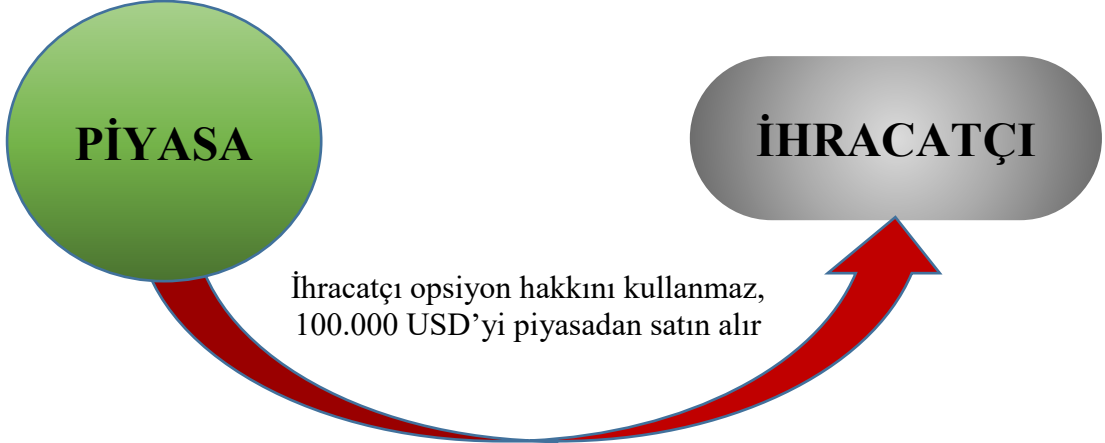 PİYASA
İHRACATÇI
İhracatçı opsiyon hakkını kullanmaz,
100.000 USD’yi piyasadan satın alır